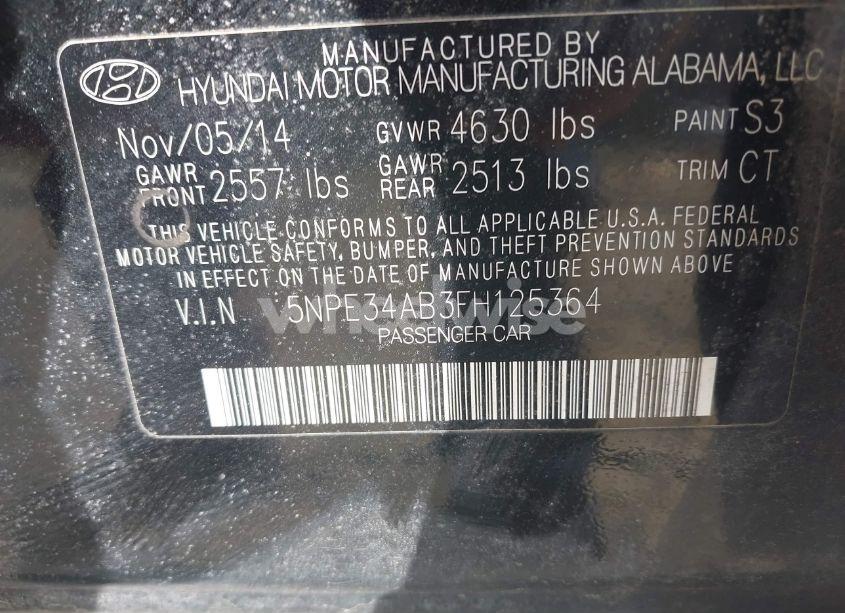 MANUFACTURED BY
HYUNDAI MOTOR MANUFACTURING ALABAMA, LLC
Nov/05/14 GVWR 4630 lbs PAINT S3
GAWR FRONT 2557 lbs GAWR REAR 2513 lbs TRIM CT
THIS VEHICLE CONFORMS TO ALL APPLICABLE U.S.A. FEDERAL
MOTOR VEHICLE SAFETY, BUMPER, AND THEFT PREVENTION STANDARDS
IN EFFECT ON THE DATE OF MANUFACTURE SHOWN ABOVE
V.I.N : 5NPE34AB3FH125364
wheelwise
PASSENGER CAR